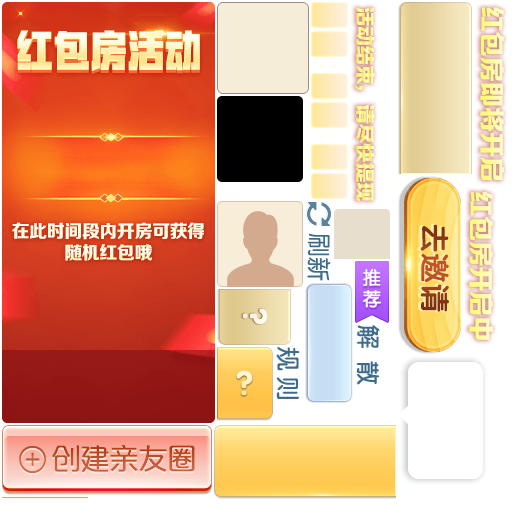 红包房活动
在此时间段内开房可获得
随机红包哦
创建亲友圈
活动结束，请尽快提现
刷新
推荐
解散
规则
?
?
红包房即将开启
红包房开启中
去邀请